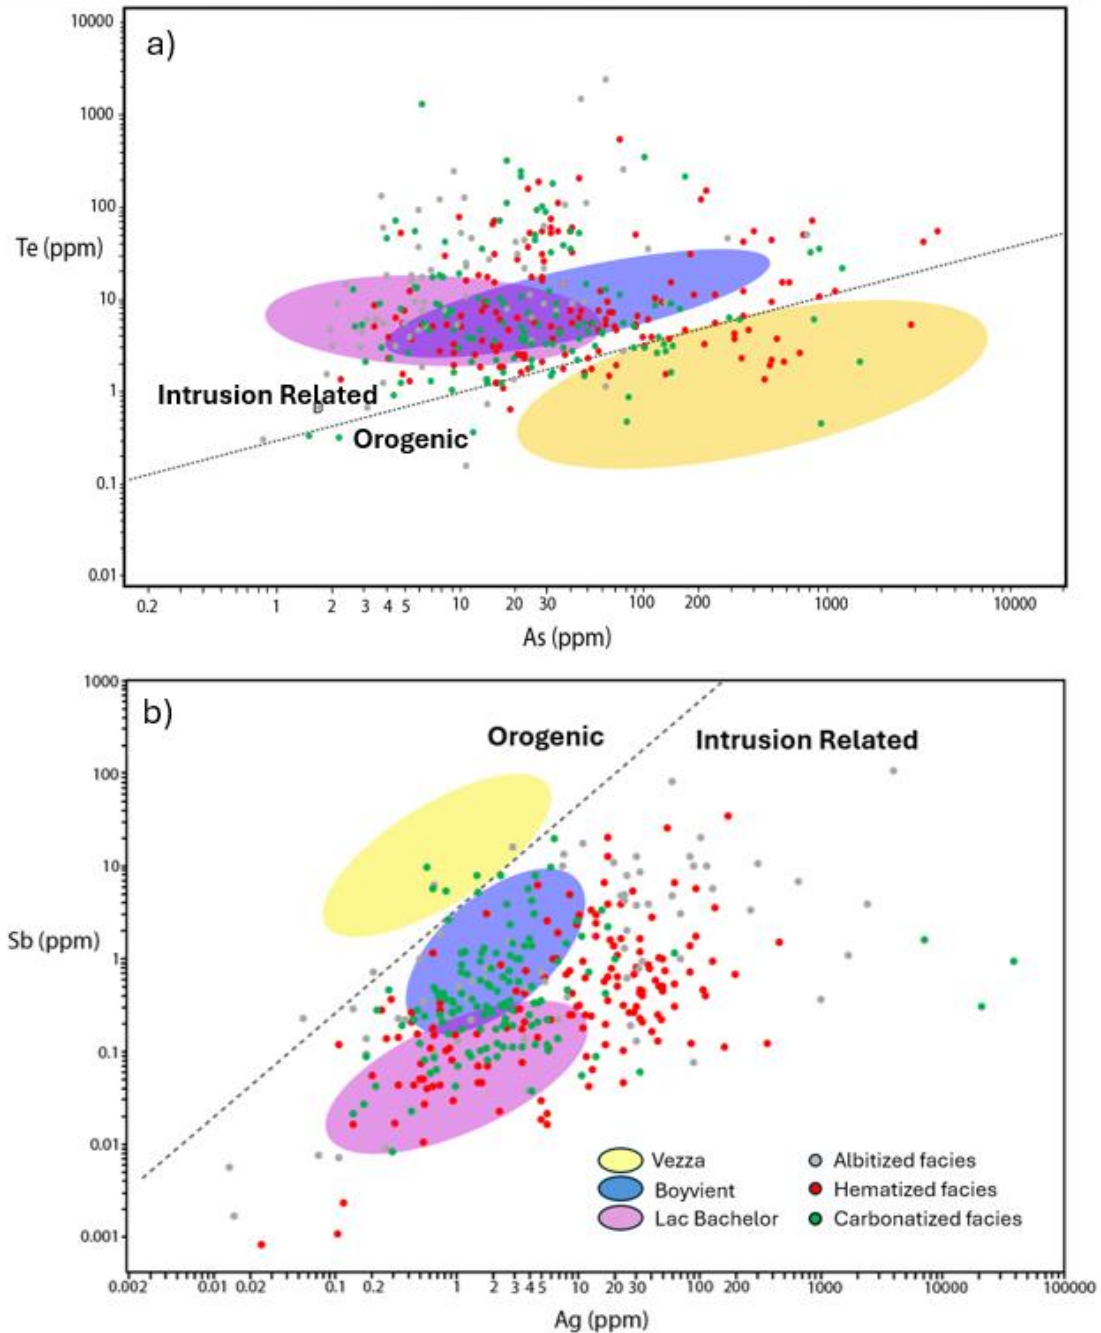 a)
10000
1000
100
Te (ppm)
10
1
0.1
0.01
Intrusion Related
Orogenic
0.2 1 2 3 4 5 10 20 30 100 200 1000 10000
As (ppm)
b)
1000
100
10
Sb (ppm)
1
0.1
0.01
0.001
Orogenic Intrusion Related
Vezza Albitized facies
Boyvient Hematized facies
Lac Bachelor Carbonatized facies
0.002 0.01 0.02 0.1 0.2 1 2 3 4 5 10 20 30 100 200 1000 10000 100000
Ag (ppm)